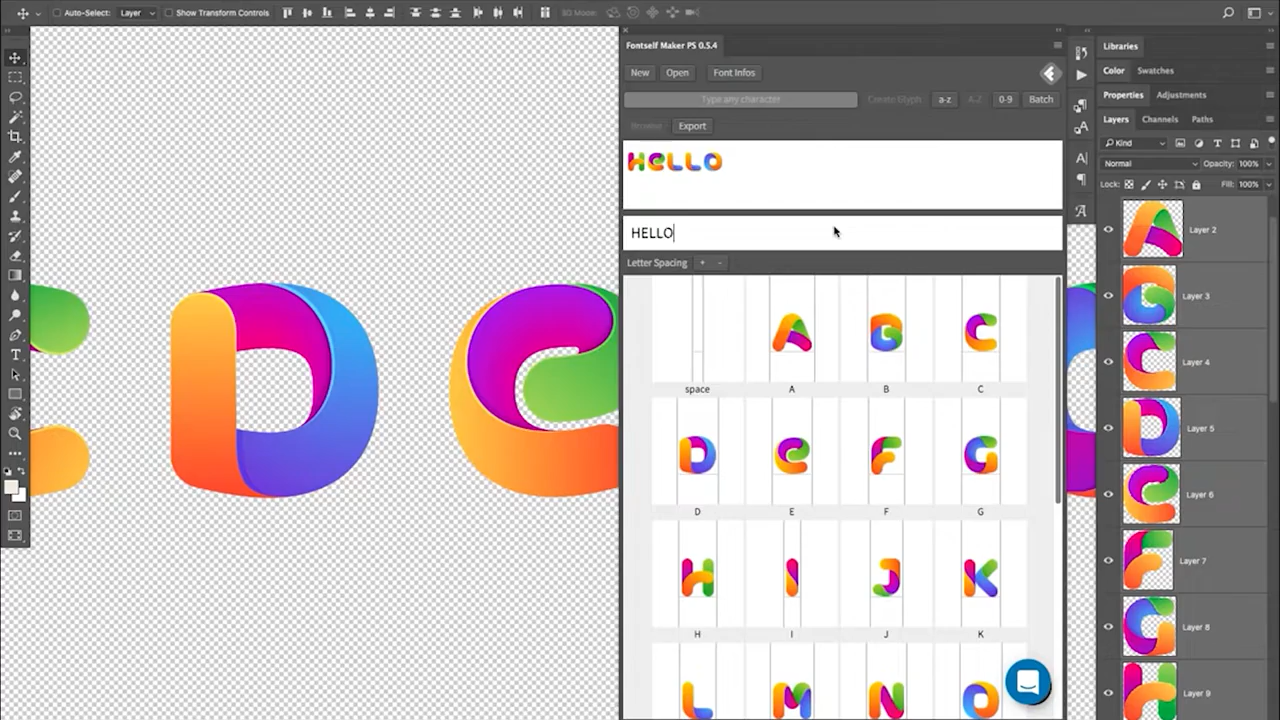 Auto-Select: Layer Show Transform Controls 3D Mode:
Fontself Maker PS 0.5.4
New Open Font Infos
Type any character Create Glyph a-z A-Z 0-9 Batch
Browse Export
HELLO
HELLO
Letter Spacing + -
A B C
space A B C
D E F G
D E F G
H I J K
H I J K
L M N O
D E
Libraries
Color Swatches
Properties Adjustments
Layers Channels Paths
Kind
Normal Opacity: 100%
Lock: Fill: 100%
A Layer 2
B Layer 3
C Layer 4
D Layer 5
E Layer 6
F Layer 7
G Layer 8
H Layer 9